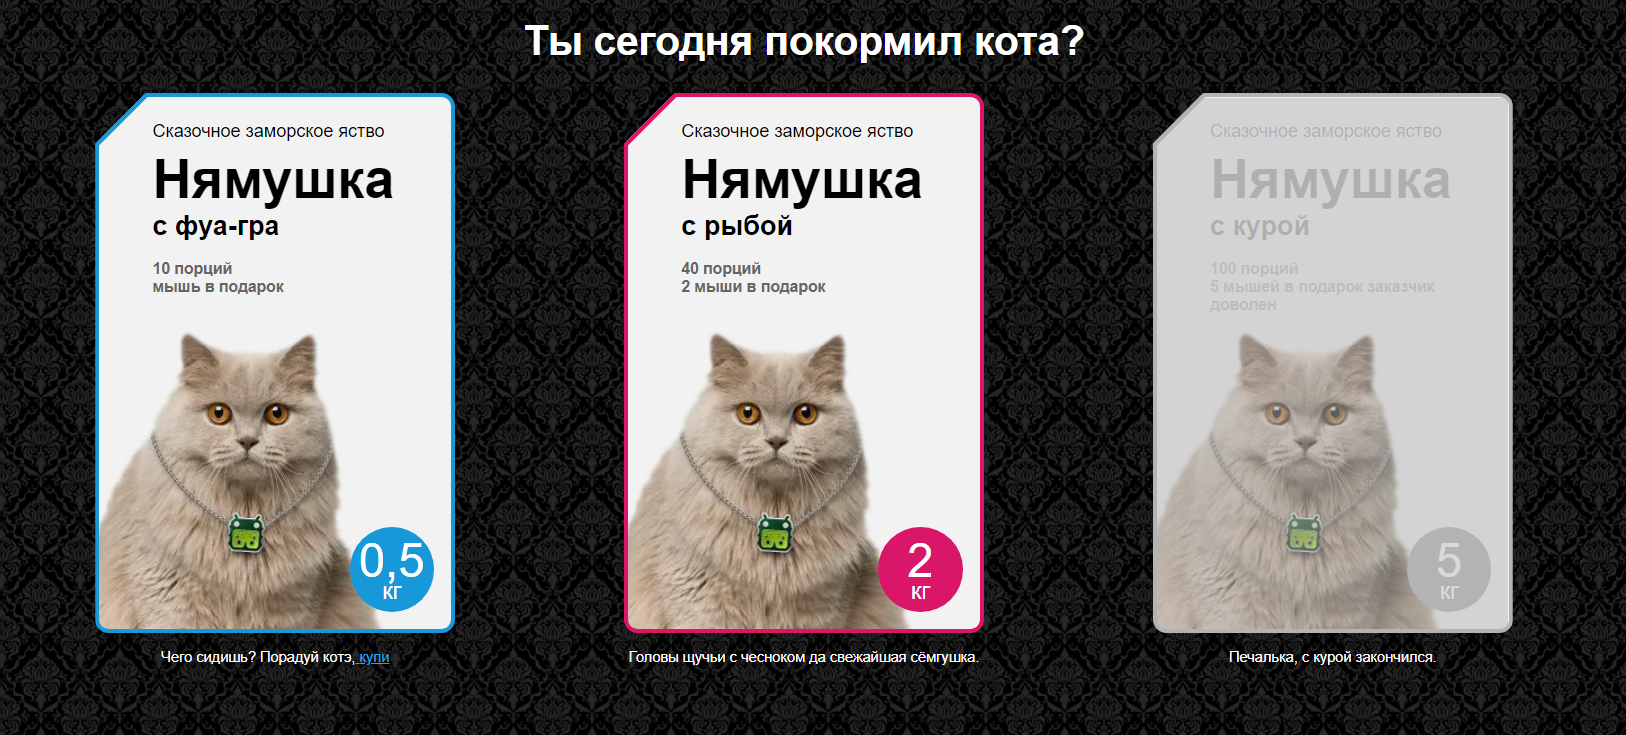 Ты сегодня покормил кота?
Сказочное заморское яство
Нямушка
с фуа-гра
10 порций
мышь в подарок
0,5
кг
Чего сидишь? Порадуй котэ, купи
Сказочное заморское яство
Нямушка
с рыбой
40 порций
2 мыши в подарок
2
кг
Головы щучьи с чесноком да свежайшая сёмгушка.
Сказочное заморское яство
Нямушка
с курой
100 порций
5 мышей в подарок заказчик
доволен
5
кг
Печалька, с курой закончился.